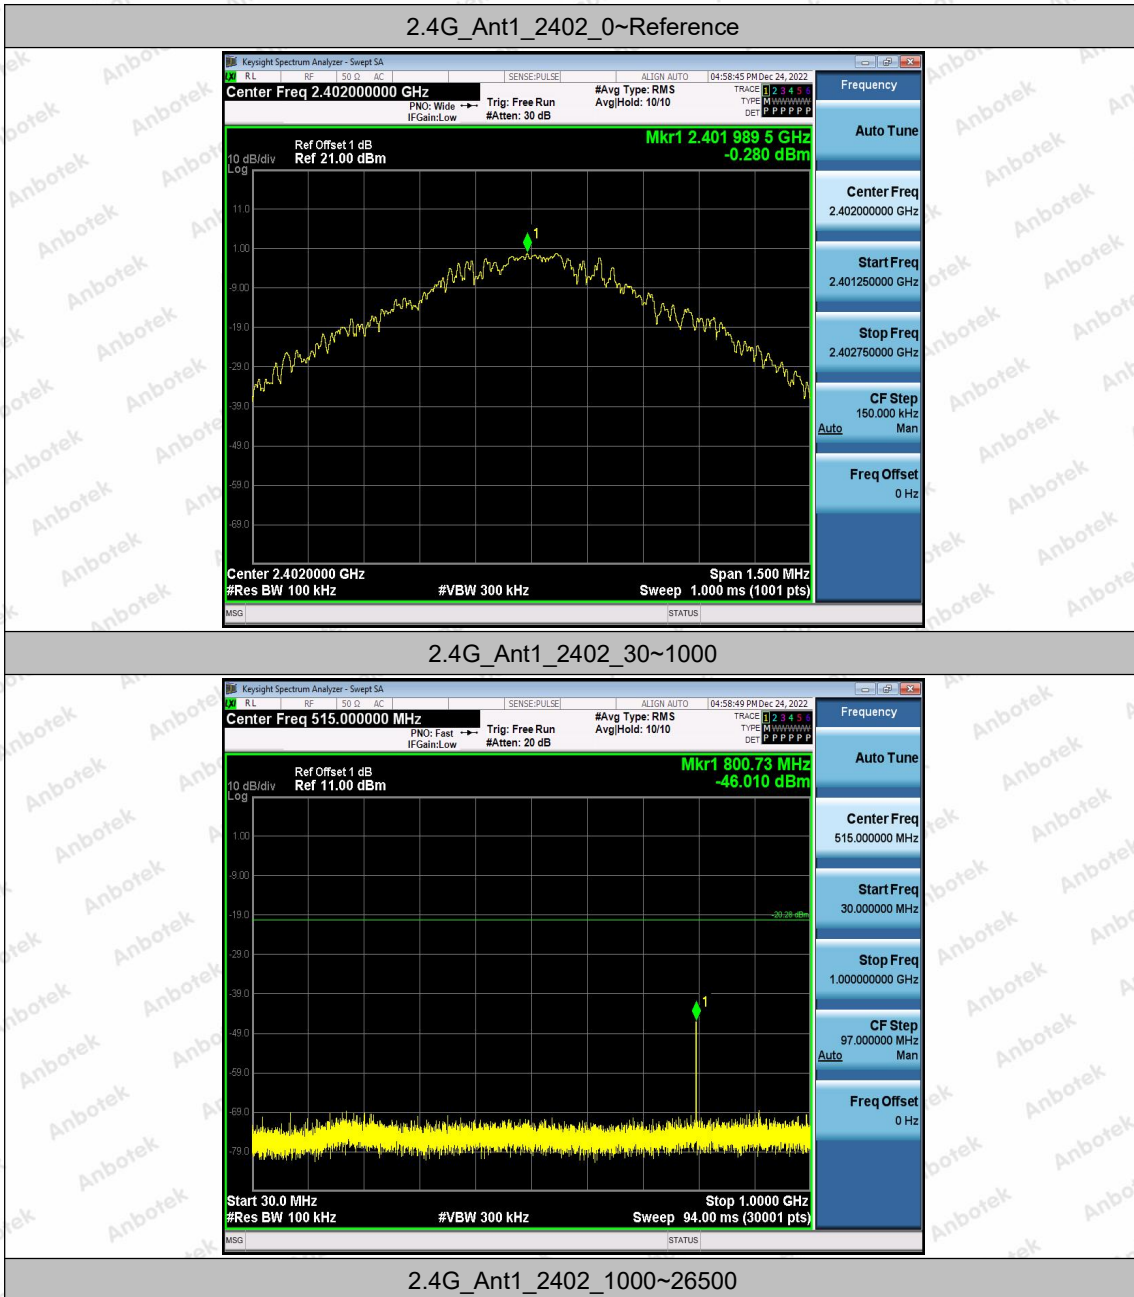 2.4G_Ant1_2402_0~Reference
Keysight Spectrum Analyzer - Swept SA
LXI RL RF 50 Ω AC SENSE:PULSE ALIGN AUTO 04:58:45 PM Dec 24, 2022
Center Freq 2.402000000 GHz
PNO: Wide
IFGain:Low
Trig: Free Run
#Atten: 30 dB
#Avg Type: RMS
Avg|Hold: 10/10
TRACE 1 2 3 4 5 6
TYPE M WWWWW
DET P P P P P P
Frequency
Mkr1 2.401 989 5 GHz
-0.280 dBm
Ref Offset 1 dB
10 dB/div Ref 21.00 dBm
Log
11.0
1.00
-9.00
-19.0
-29.0
-39.0
-49.0
-59.0
-69.0
1
Center 2.4020000 GHz
Span 1.500 MHz
#Res BW 100 kHz
#VBW 300 kHz
Sweep 1.000 ms (1001 pts)
MSG
STATUS
Auto Tune
Center Freq
2.402000000 GHz
Start Freq
2.401250000 GHz
Stop Freq
2.402750000 GHz
CF Step
150.000 kHz
Auto Man
Freq Offset
0 Hz
2.4G_Ant1_2402_30~1000
Keysight Spectrum Analyzer - Swept SA
LXI RL RF 50 Ω AC SENSE:PULSE ALIGN AUTO 04:58:49 PM Dec 24, 2022
Center Freq 515.000000 MHz
PNO: Fast
IFGain:Low
Trig: Free Run
#Atten: 20 dB
#Avg Type: RMS
Avg|Hold: 10/10
TRACE 1 2 3 4 5 6
TYPE M WWWWW
DET P P P P P P
Frequency
Mkr1 800.73 MHz
-46.010 dBm
Ref Offset 1 dB
10 dB/div Ref 11.00 dBm
Log
1.00
-9.00
-19.0
-20.28 dBm
-29.0
-39.0
-49.0
-59.0
-69.0
-79.0
1
Start 30.0 MHz
Stop 1.0000 GHz
#Res BW 100 kHz
#VBW 300 kHz
Sweep 94.00 ms (30001 pts)
MSG
STATUS
Auto Tune
Center Freq
515.000000 MHz
Start Freq
30.000000 MHz
Stop Freq
1.000000000 GHz
CF Step
97.000000 MHz
Auto Man
Freq Offset
0 Hz
2.4G_Ant1_2402_1000~26500
Anbotek